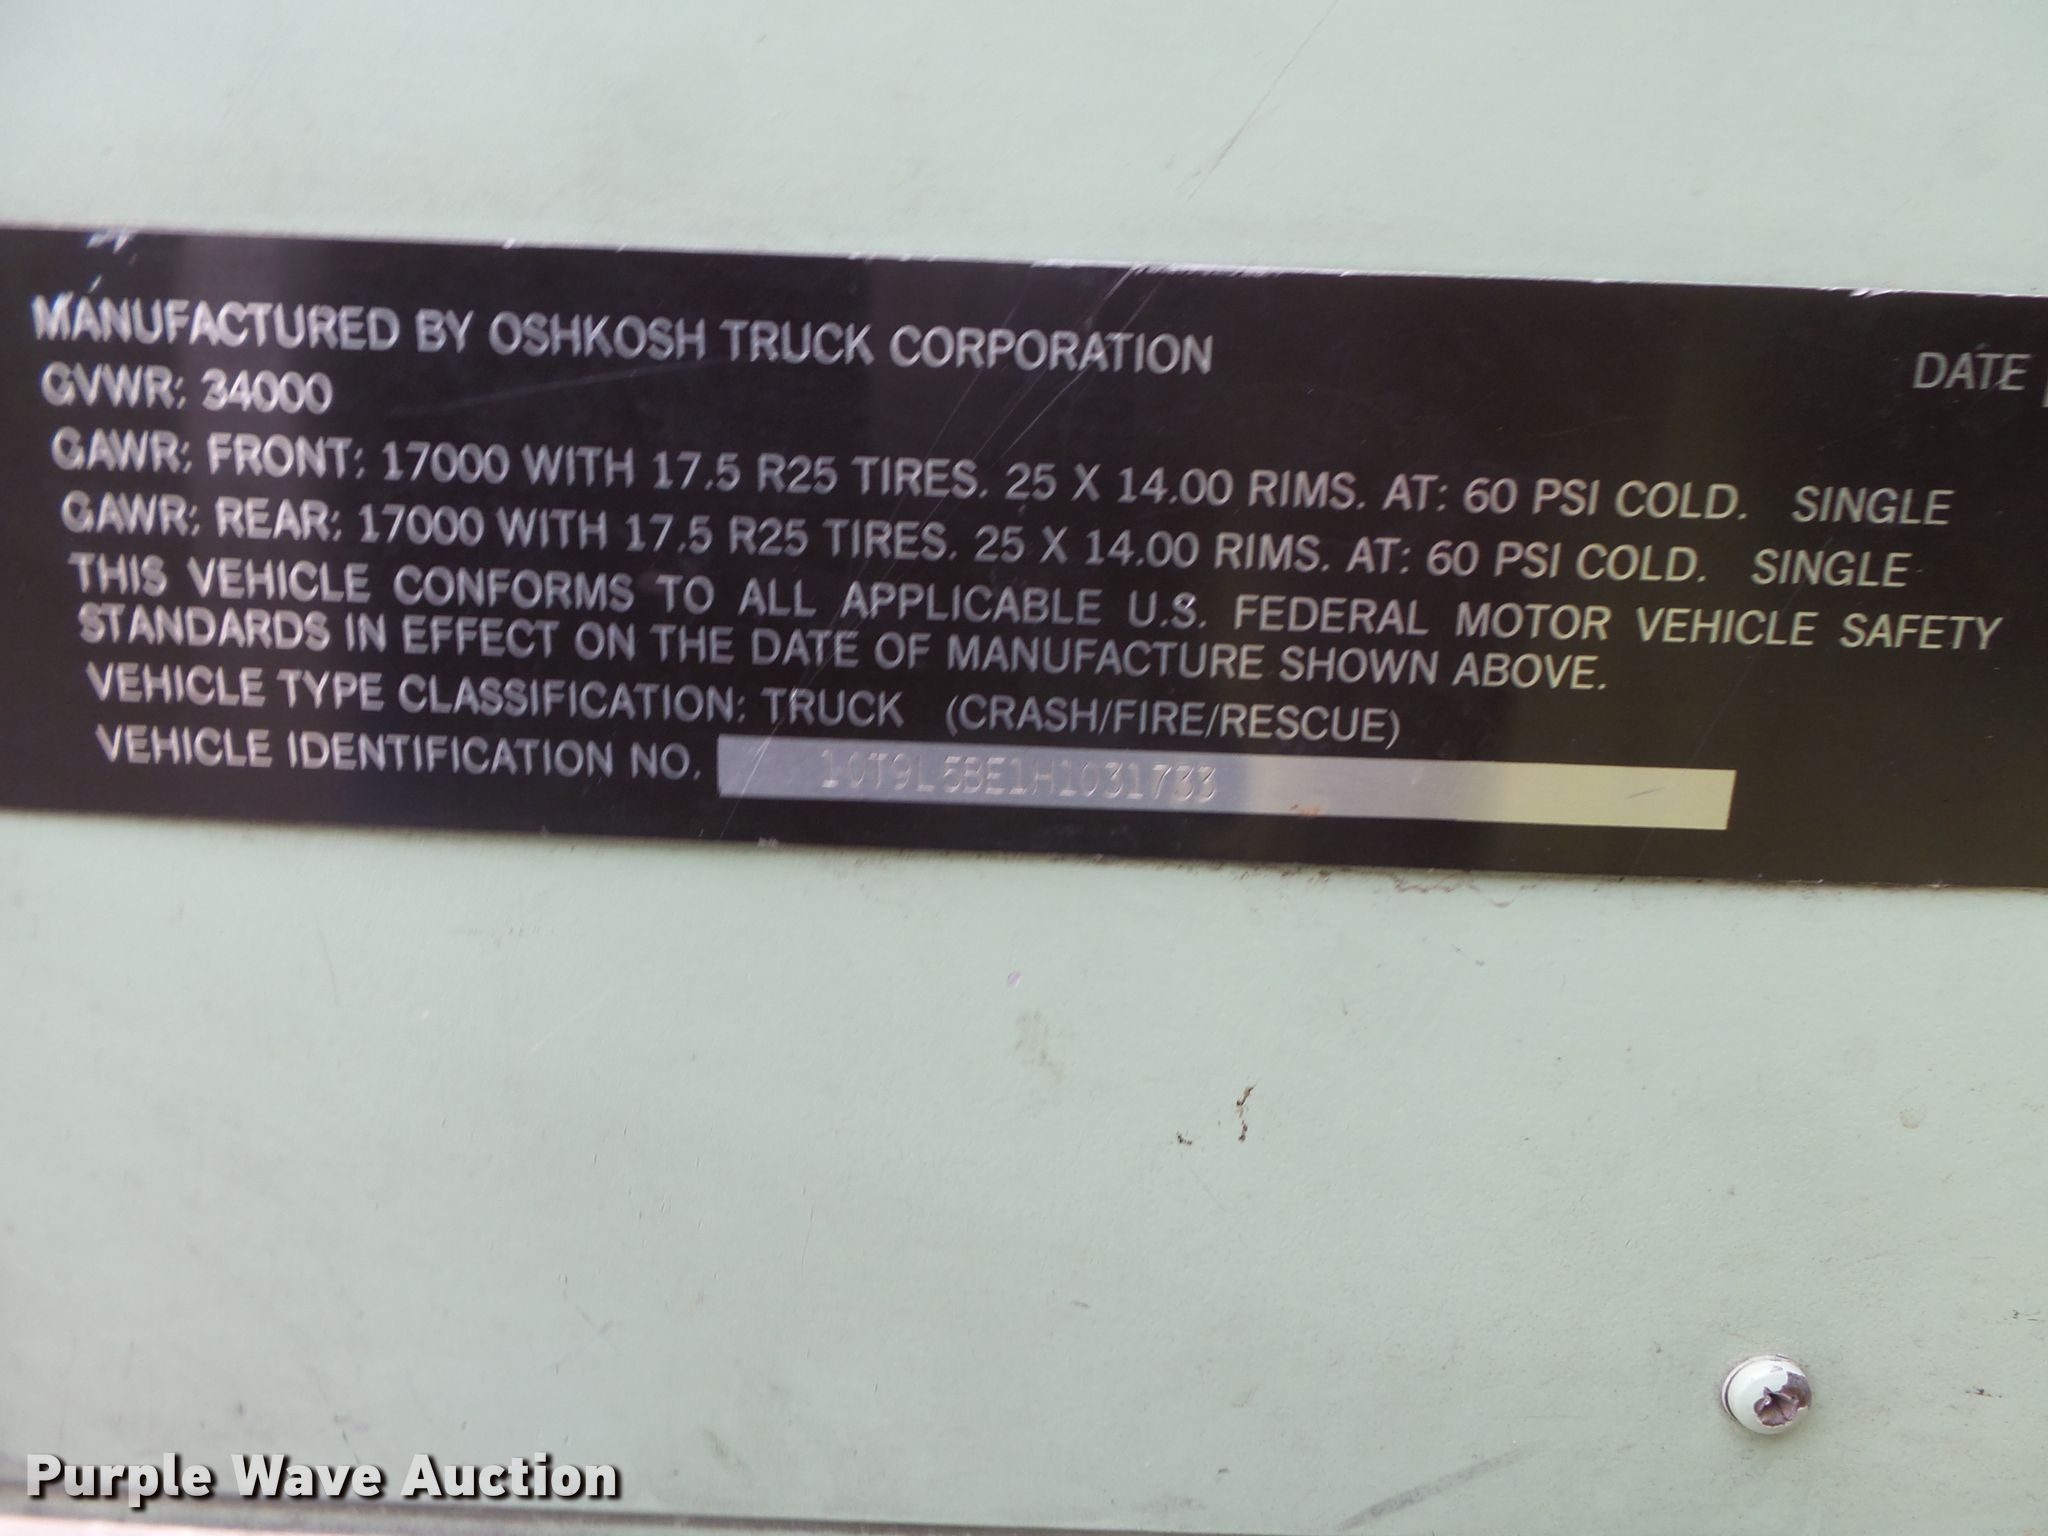 MANUFACTURED BY OSHKOSH TRUCK CORPORATION DATE
GVWR: 34000
GAWR: FRONT: 17000 WITH 17.5 R25 TIRES. 25 X 14.00 RIMS. AT: 60 PSI COLD. SINGLE
GAWR: REAR: 17000 WITH 17.5 R25 TIRES. 25 X 14.00 RIMS. AT: 60 PSI COLD. SINGLE
THIS VEHICLE CONFORMS TO ALL APPLICABLE U.S. FEDERAL MOTOR VEHICLE SAFETY
STANDARDS IN EFFECT ON THE DATE OF MANUFACTURE SHOWN ABOVE.
VEHICLE TYPE CLASSIFICATION: TRUCK (CRASH/FIRE/RESCUE)
VEHICLE IDENTIFICATION NO. 10T9L5BE1H1031733
Purple Wave Auction